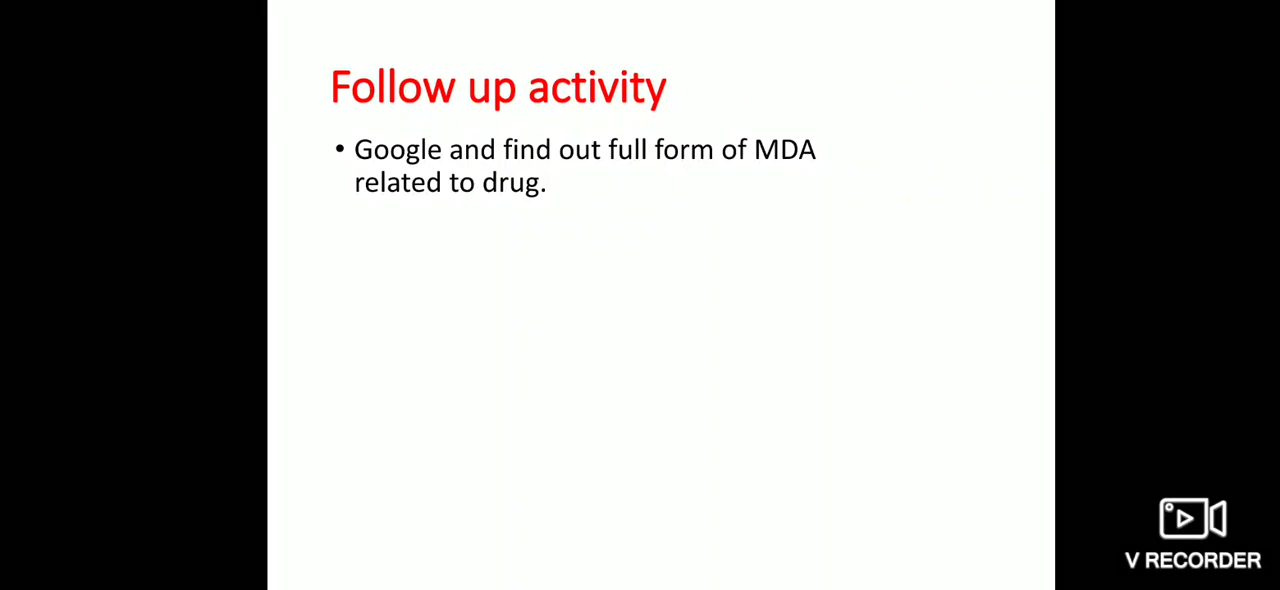 Follow up activity
• Google and find out full form of MDA
related to drug.
V RECORDER